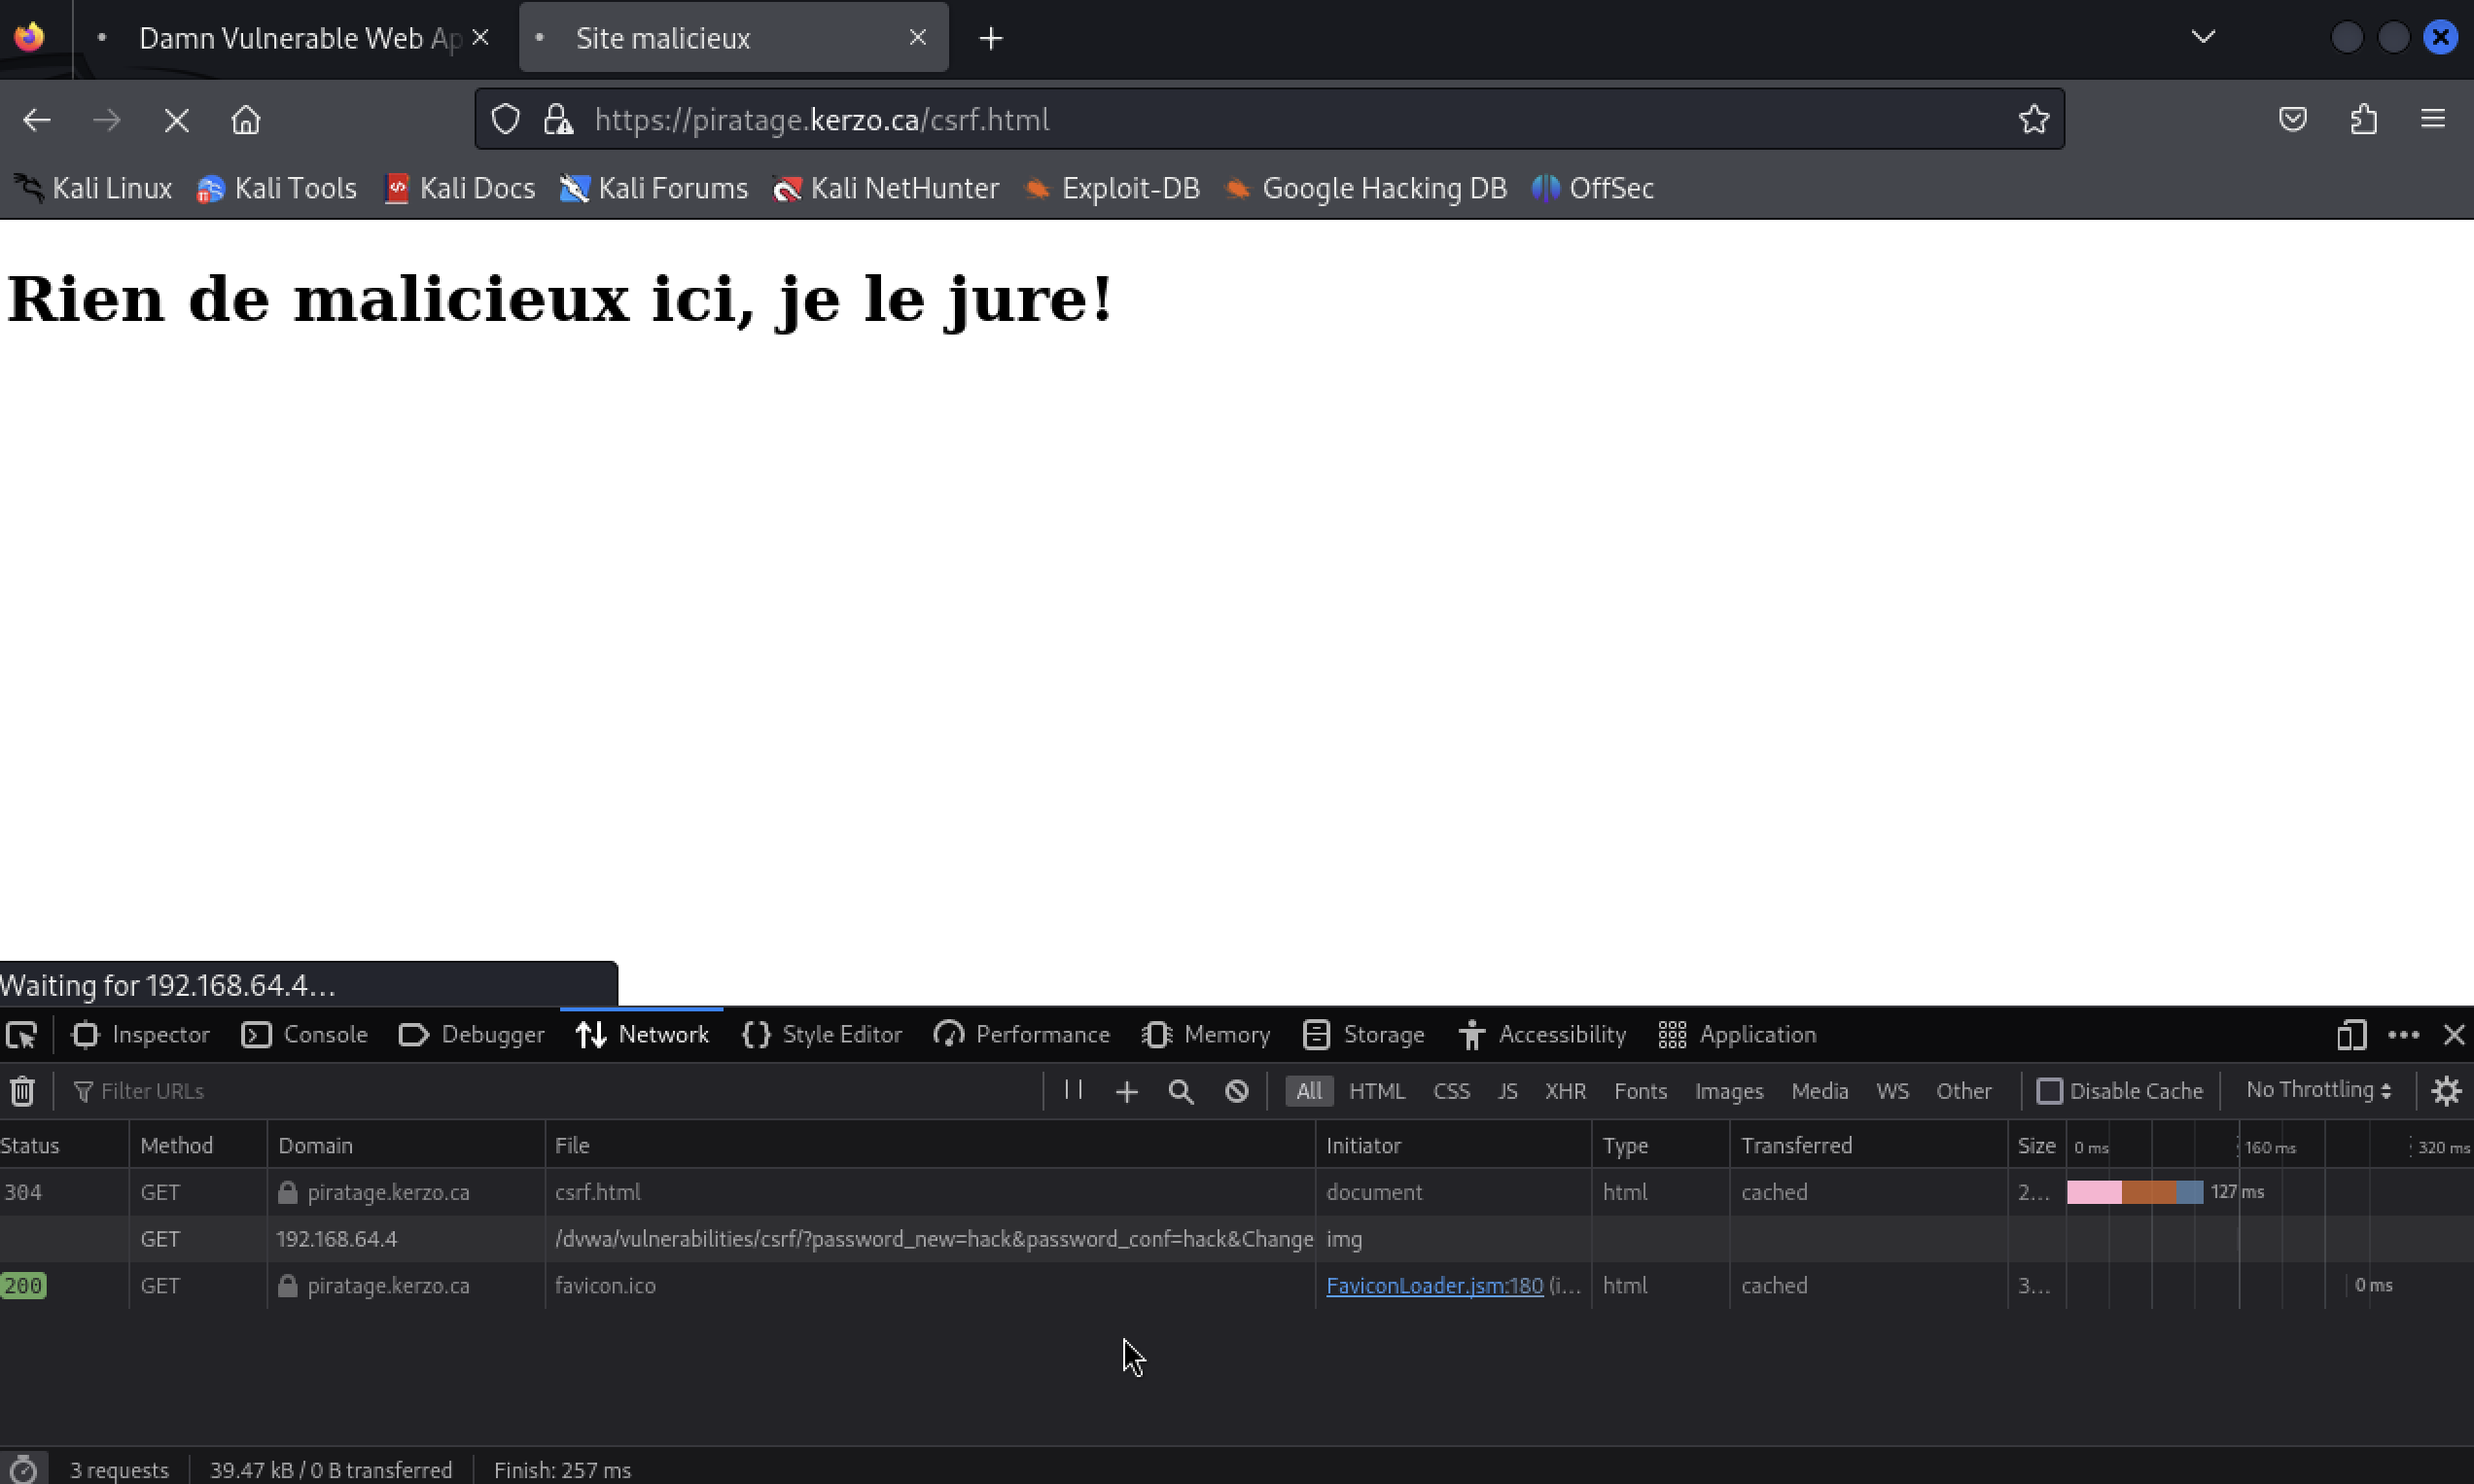 Damn Vulnerable Web Ap
Site malicieux
https://piratage.kerzo.ca/csrf.html
Kali Linux Kali Tools Kali Docs Kali Forums Kali NetHunter Exploit-DB Google Hacking DB OffSec
Rien de malicieux ici, je le jure!
Waiting for 192.168.64.4...
Inspector Console Debugger Network Style Editor Performance Memory Storage Accessibility Application
Filter URLs All HTML CSS JS XHR Fonts Images Media WS Other Disable Cache No Throttling
Status Method Domain File Initiator Type Transferred Size 0 ms 160 ms 320 ms
304 GET piratage.kerzo.ca csrf.html document html cached 2... 127 ms
GET 192.168.64.4 /dvwa/vulnerabilities/csrf/?password_new=hack&password_conf=hack&Change img
200 GET piratage.kerzo.ca favicon.ico FaviconLoader.jsm:180 (i... html cached 3... 0 ms
3 requests 39.47 kB / 0 B transferred Finish: 257 ms